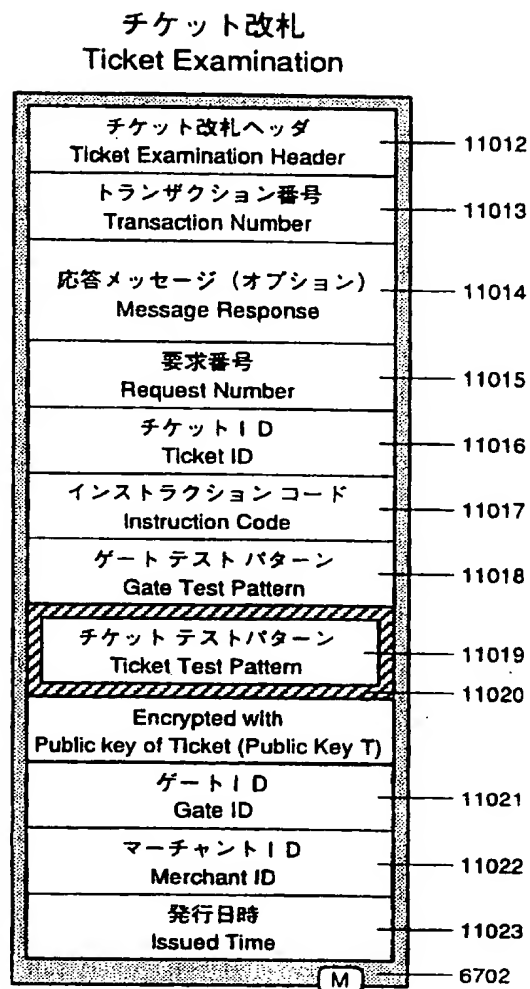 チケット改札
Ticket Examination
チケット改札ヘッダ
Ticket Examination Header
11012
トランザクション番号
Transaction Number
11013
応答メッセージ（オプション）
Message Response
11014
要求番号
Request Number
11015
チケットＩＤ
Ticket ID
11016
インストラクション コード
Instruction Code
11017
ゲート テスト パターン
Gate Test Pattern
11018
チケット テストパターン
Ticket Test Pattern
11019
11020
Encrypted with
Public key of Ticket (Public Key T)
ゲートＩＤ
Gate ID
11021
マーチャントＩＤ
Merchant ID
11022
発行日時
Issued Time
11023
M
6702